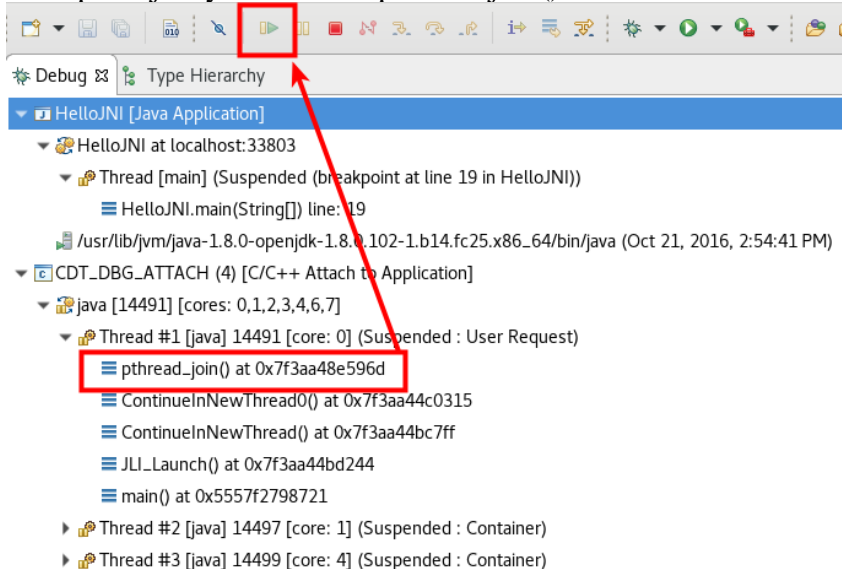 Debug
Type Hierarchy
HelloJNI [Java Application]
HelloJNI at localhost:33803
Thread [main] (Suspended (breakpoint at line 19 in HelloJNI))
HelloJNI.main(String[]) line: 19
/usr/lib/jvm/java-1.8.0-openjdk-1.8.0.102-1.b14.fc25.x86_64/bin/java (Oct 21, 2016, 2:54:41 PM)
CDT_DBG_ATTACH (4) [C/C++ Attach to Application]
java [14491] [cores: 0,1,2,3,4,6,7]
Thread #1 [java] 14491 [core: 0] (Suspended : User Request)
pthread_join() at 0x7f3aa48e596d
ContinueInNewThread0() at 0x7f3aa44c0315
ContinueInNewThread() at 0x7f3aa44bc7ff
JLI_Launch() at 0x7f3aa44bd244
main() at 0x5557f2798721
Thread #2 [java] 14497 [core: 1] (Suspended : Container)
Thread #3 [java] 14499 [core: 4] (Suspended : Container)